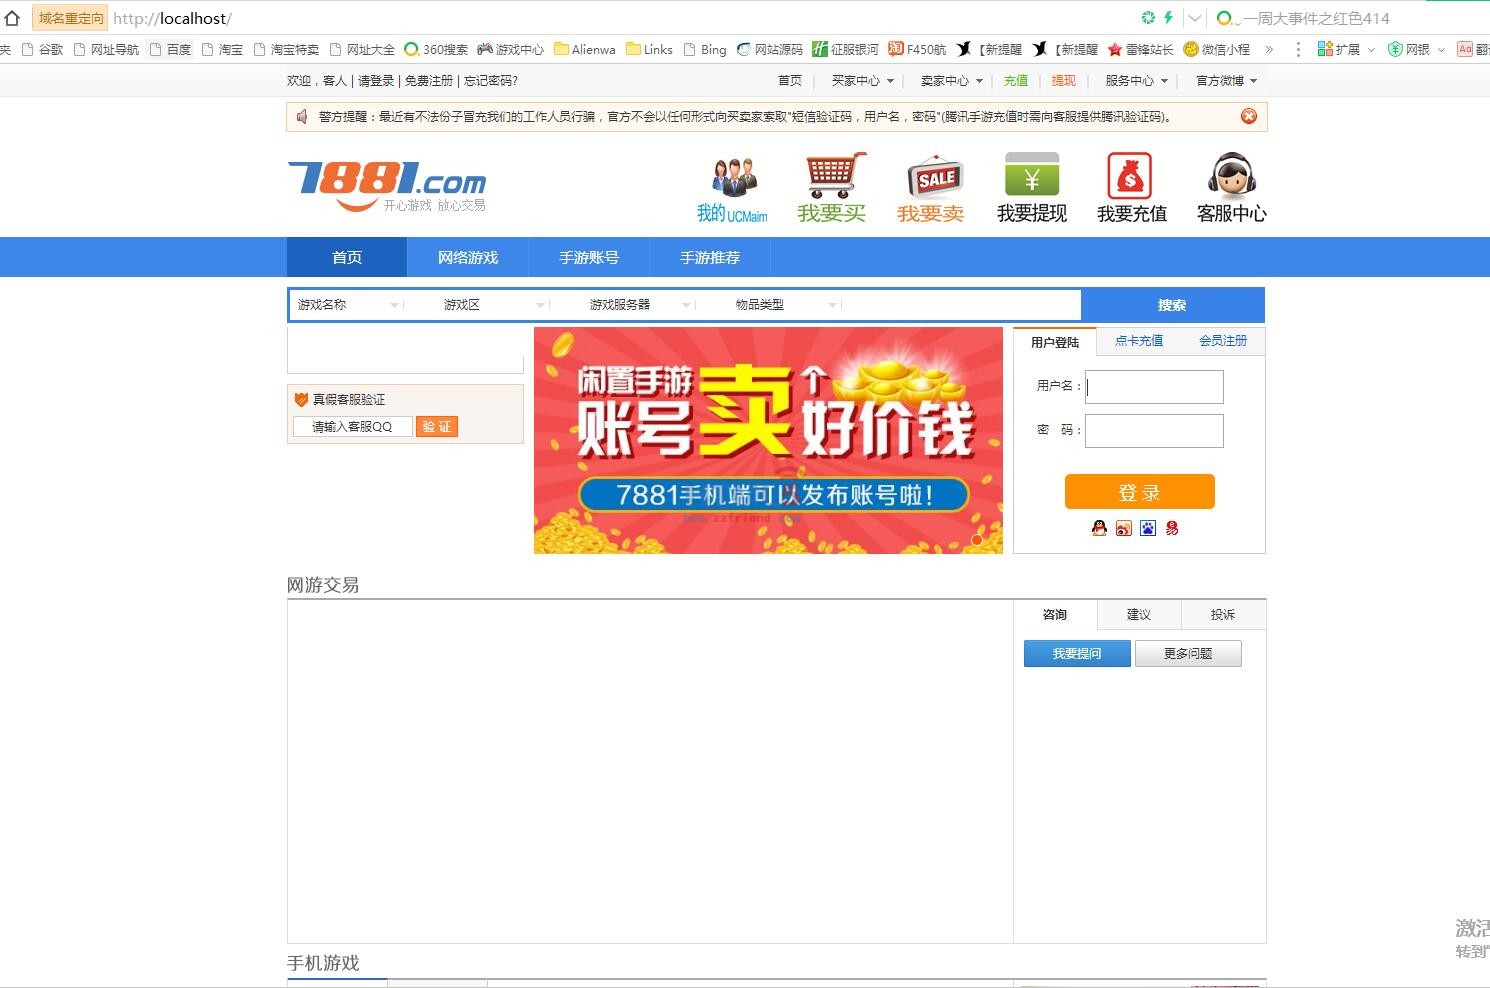 域名重定向 http://localhost/ 一周大事件之红色414
夹 谷歌 网址导航 百度 淘宝 淘宝特卖 网址大全 360搜索 游戏中心 Alienwa Links Bing 网站源码 征服银河 F450航 【新提醒 【新提醒 雷锋站长 微信小程 » 扩展 网银 翻译
欢迎，客人 | 请登录 | 免费注册 | 忘记密码?
首页 买家中心 卖家中心 充值 提现 服务中心 官方微博
警方提醒：最近有不法份子冒充我们的工作人员行骗，官方不会以任何形式向买卖家索取"短信验证码，用户名，密码"(腾讯手游充值时需向客服提供腾讯验证码)。
7881.com
开心游戏 放心交易
SALE
¥
$
我的UCMaim 我要买 我要卖 我要提现 我要充值 客服中心
首页 网络游戏 手游账号 手游推荐
游戏名称 游戏区 游戏服务器 物品类型 搜索
真假客服验证
请输入客服QQ 验 证
闲置手游卖个
账号 好价钱
7881手机端可以发布账号啦！
www.zzfriend.com
用户登陆 点卡充值 会员注册
用户名：
密 码：
登 录
网游交易
咨询 建议 投诉
我要提问 更多问题
激活
转到"
手机游戏